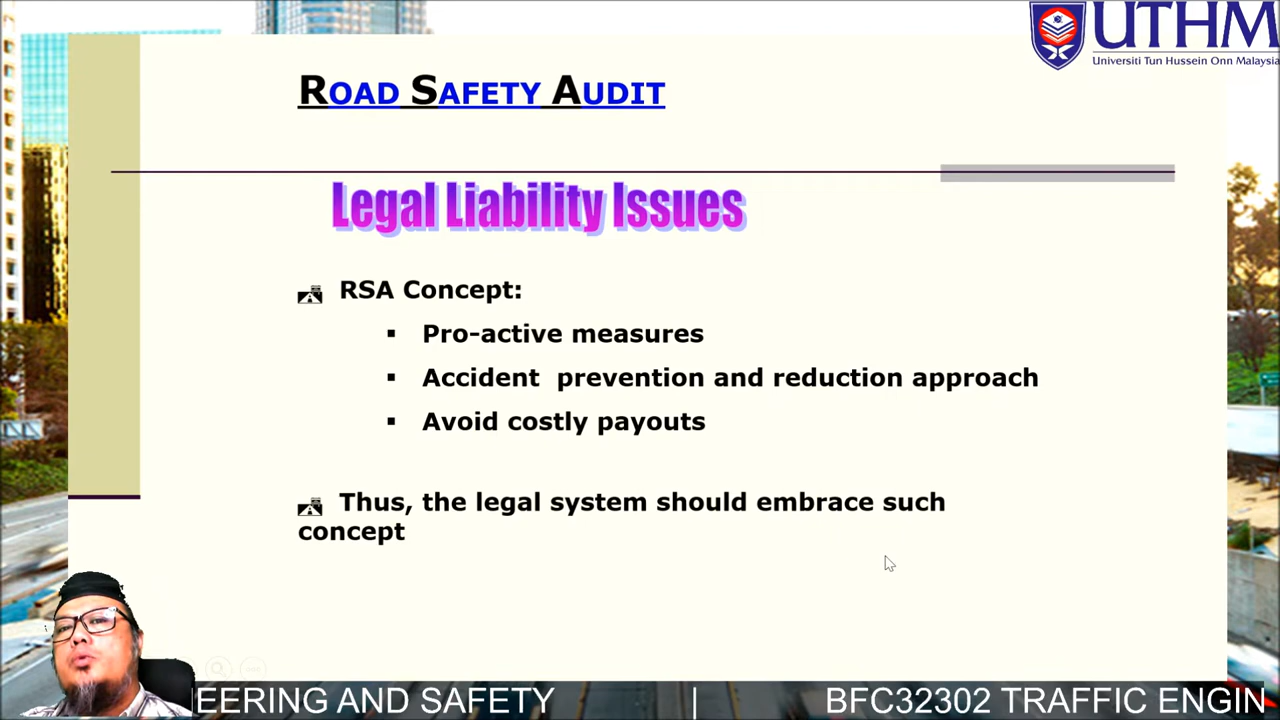 UTHM
Universiti Tun Hussein Onn Malaysia
ROAD SAFETY AUDIT
Legal Liability Issues
RSA Concept:
▪ Pro-active measures
▪ Accident prevention and reduction approach
▪ Avoid costly payouts
Thus, the legal system should embrace such
concept
EERING AND SAFETY | BFC32302 TRAFFIC ENGIN